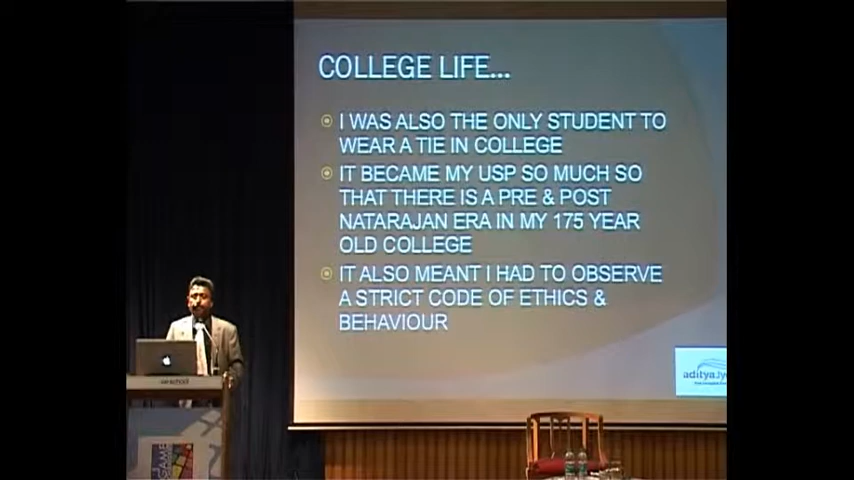 COLLEGE LIFE...
I WAS ALSO THE ONLY STUDENT TO
WEAR A TIE IN COLLEGE
IT BECAME MY USP SO MUCH SO
THAT THERE IS A PRE & POST
NATARAJAN ERA IN MY 175 YEAR
OLD COLLEGE
IT ALSO MEANT I HAD TO OBSERVE
A STRICT CODE OF ETHICS &
BEHAVIOUR
aditya